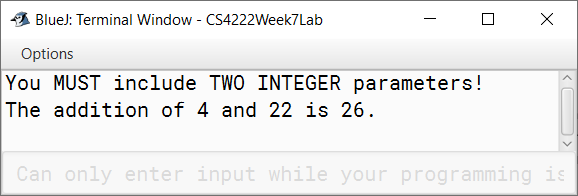 BlueJ: Terminal Window - CS4222Week7Lab
Options
You MUST include TWO INTEGER parameters!
The addition of 4 and 22 is 26.
Can only enter input while your programming is